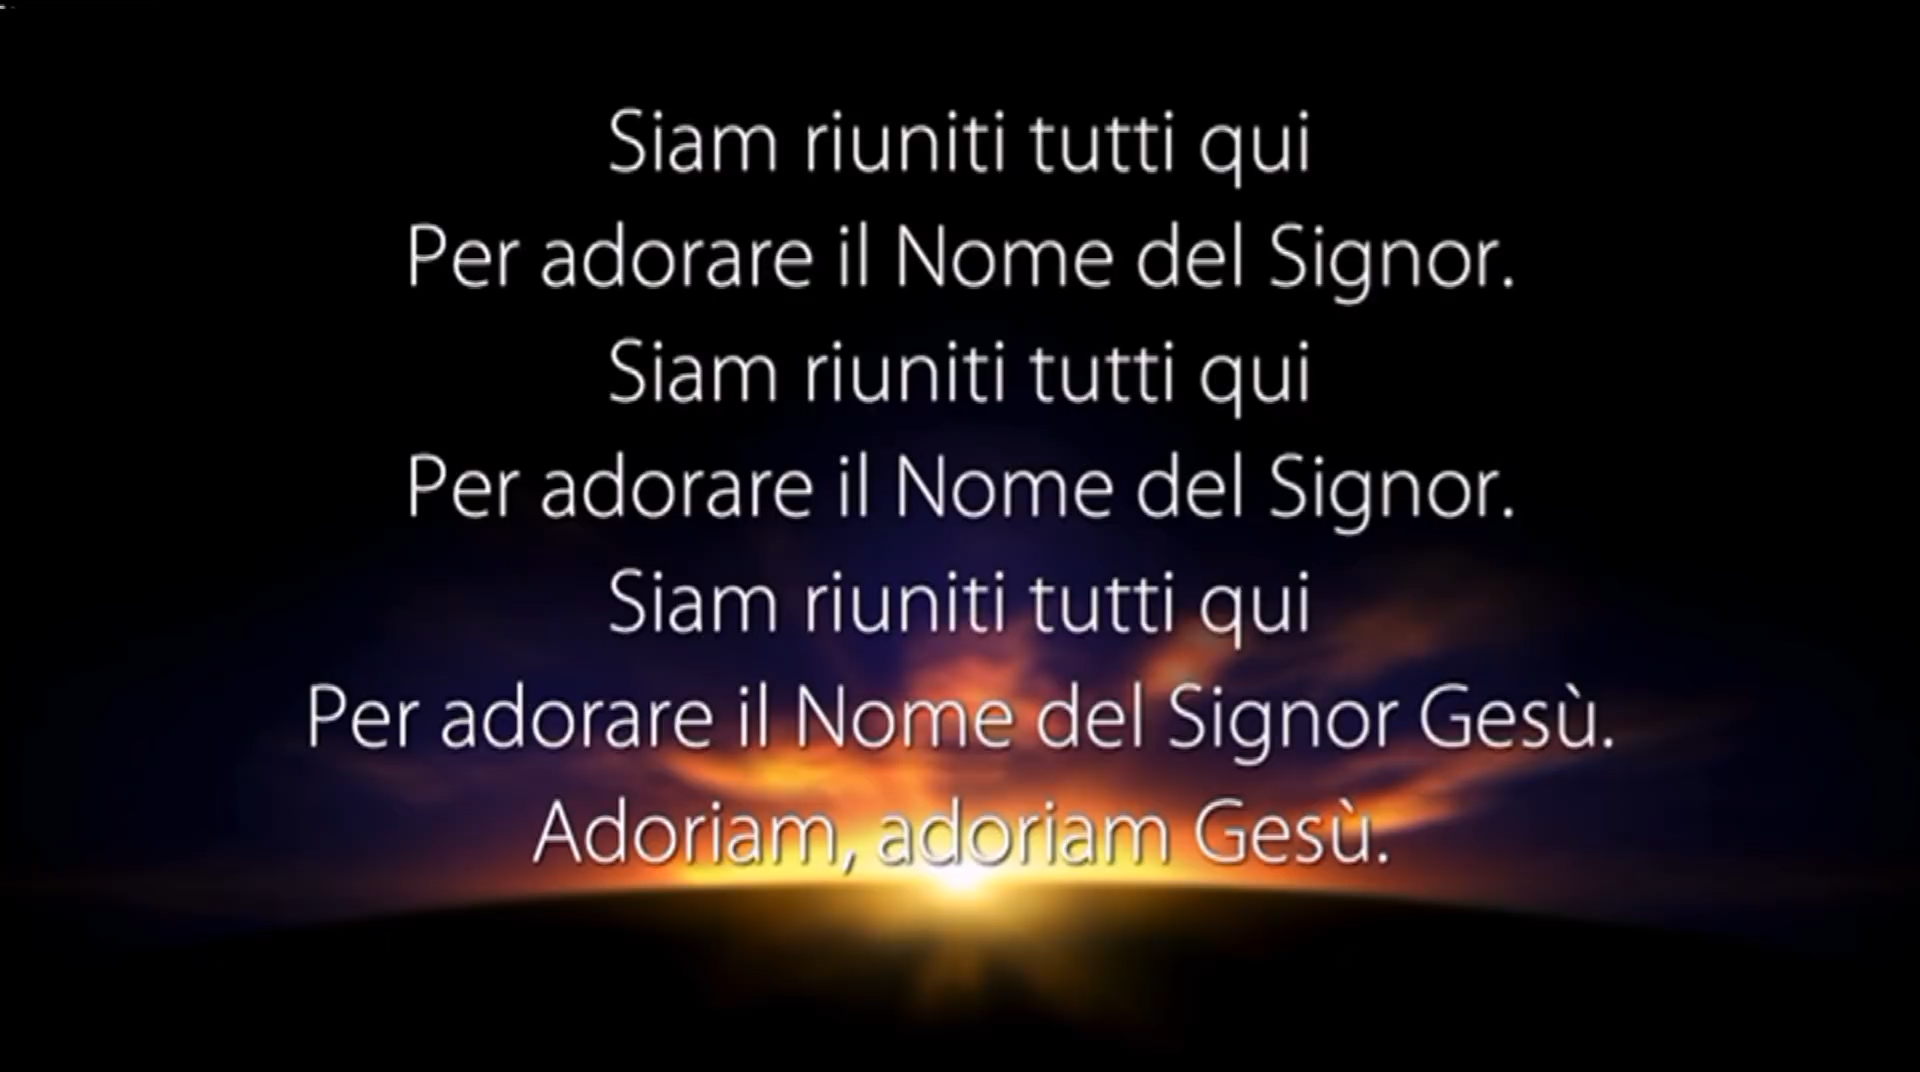 Siam riuniti tutti qui
Per adorare il Nome del Signor.
Siam riuniti tutti qui
Per adorare il Nome del Signor.
Siam riuniti tutti qui
Per adorare il Nome del Signor Gesù.
Adoriam, adoriam Gesù.